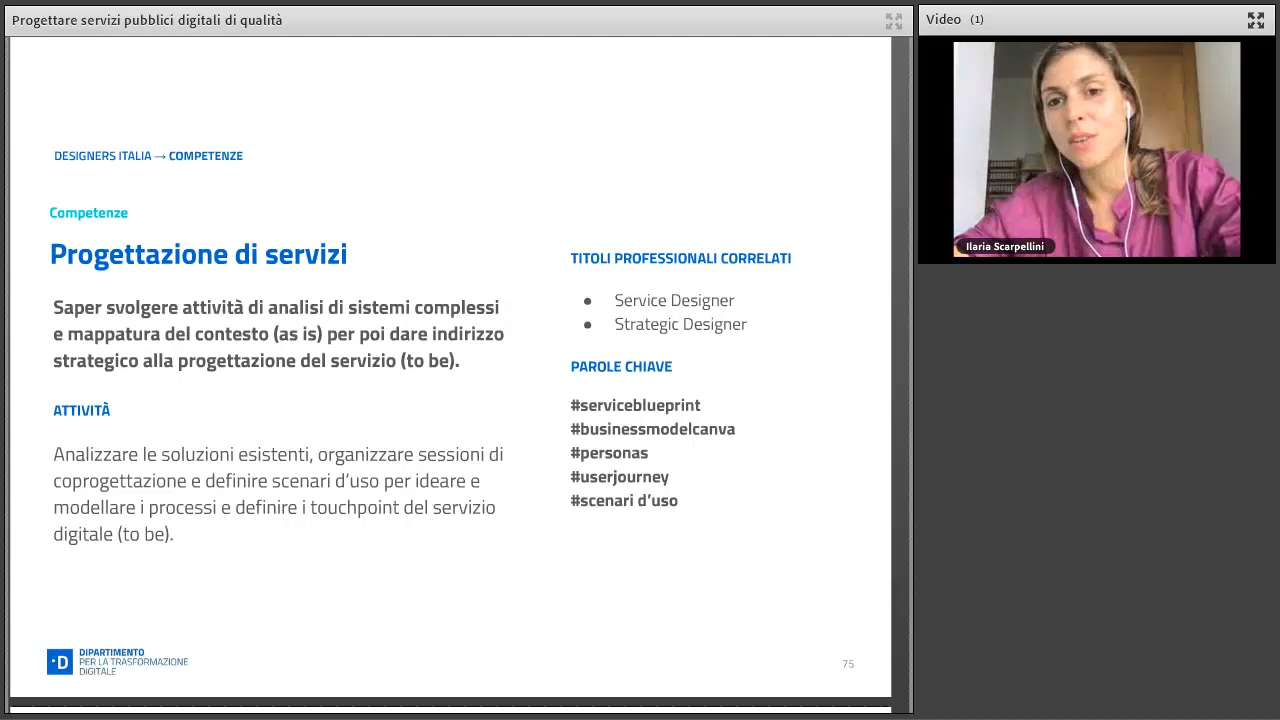 Progettare servizi pubblici digitali di qualità
Video (1)
DESIGNERS ITALIA → COMPETENZE
Competenze
Progettazione di servizi
Saper svolgere attività di analisi di sistemi complessi
e mappatura del contesto (as is) per poi dare indirizzo
strategico alla progettazione del servizio (to be).
ATTIVITÀ
Analizzare le soluzioni esistenti, organizzare sessioni di
coprogettazione e definire scenari d'uso per ideare e
modellare i processi e definire i touchpoint del servizio
digitale (to be).
TITOLI PROFESSIONALI CORRELATI
● Service Designer
● Strategic Designer
PAROLE CHIAVE
#serviceblueprint
#businessmodelcanva
#personas
#userjourney
#scenari d'uso
·D
DIPARTIMENTO
PER LA TRASFORMAZIONE
DIGITALE
75
Ilaria Scarpellini